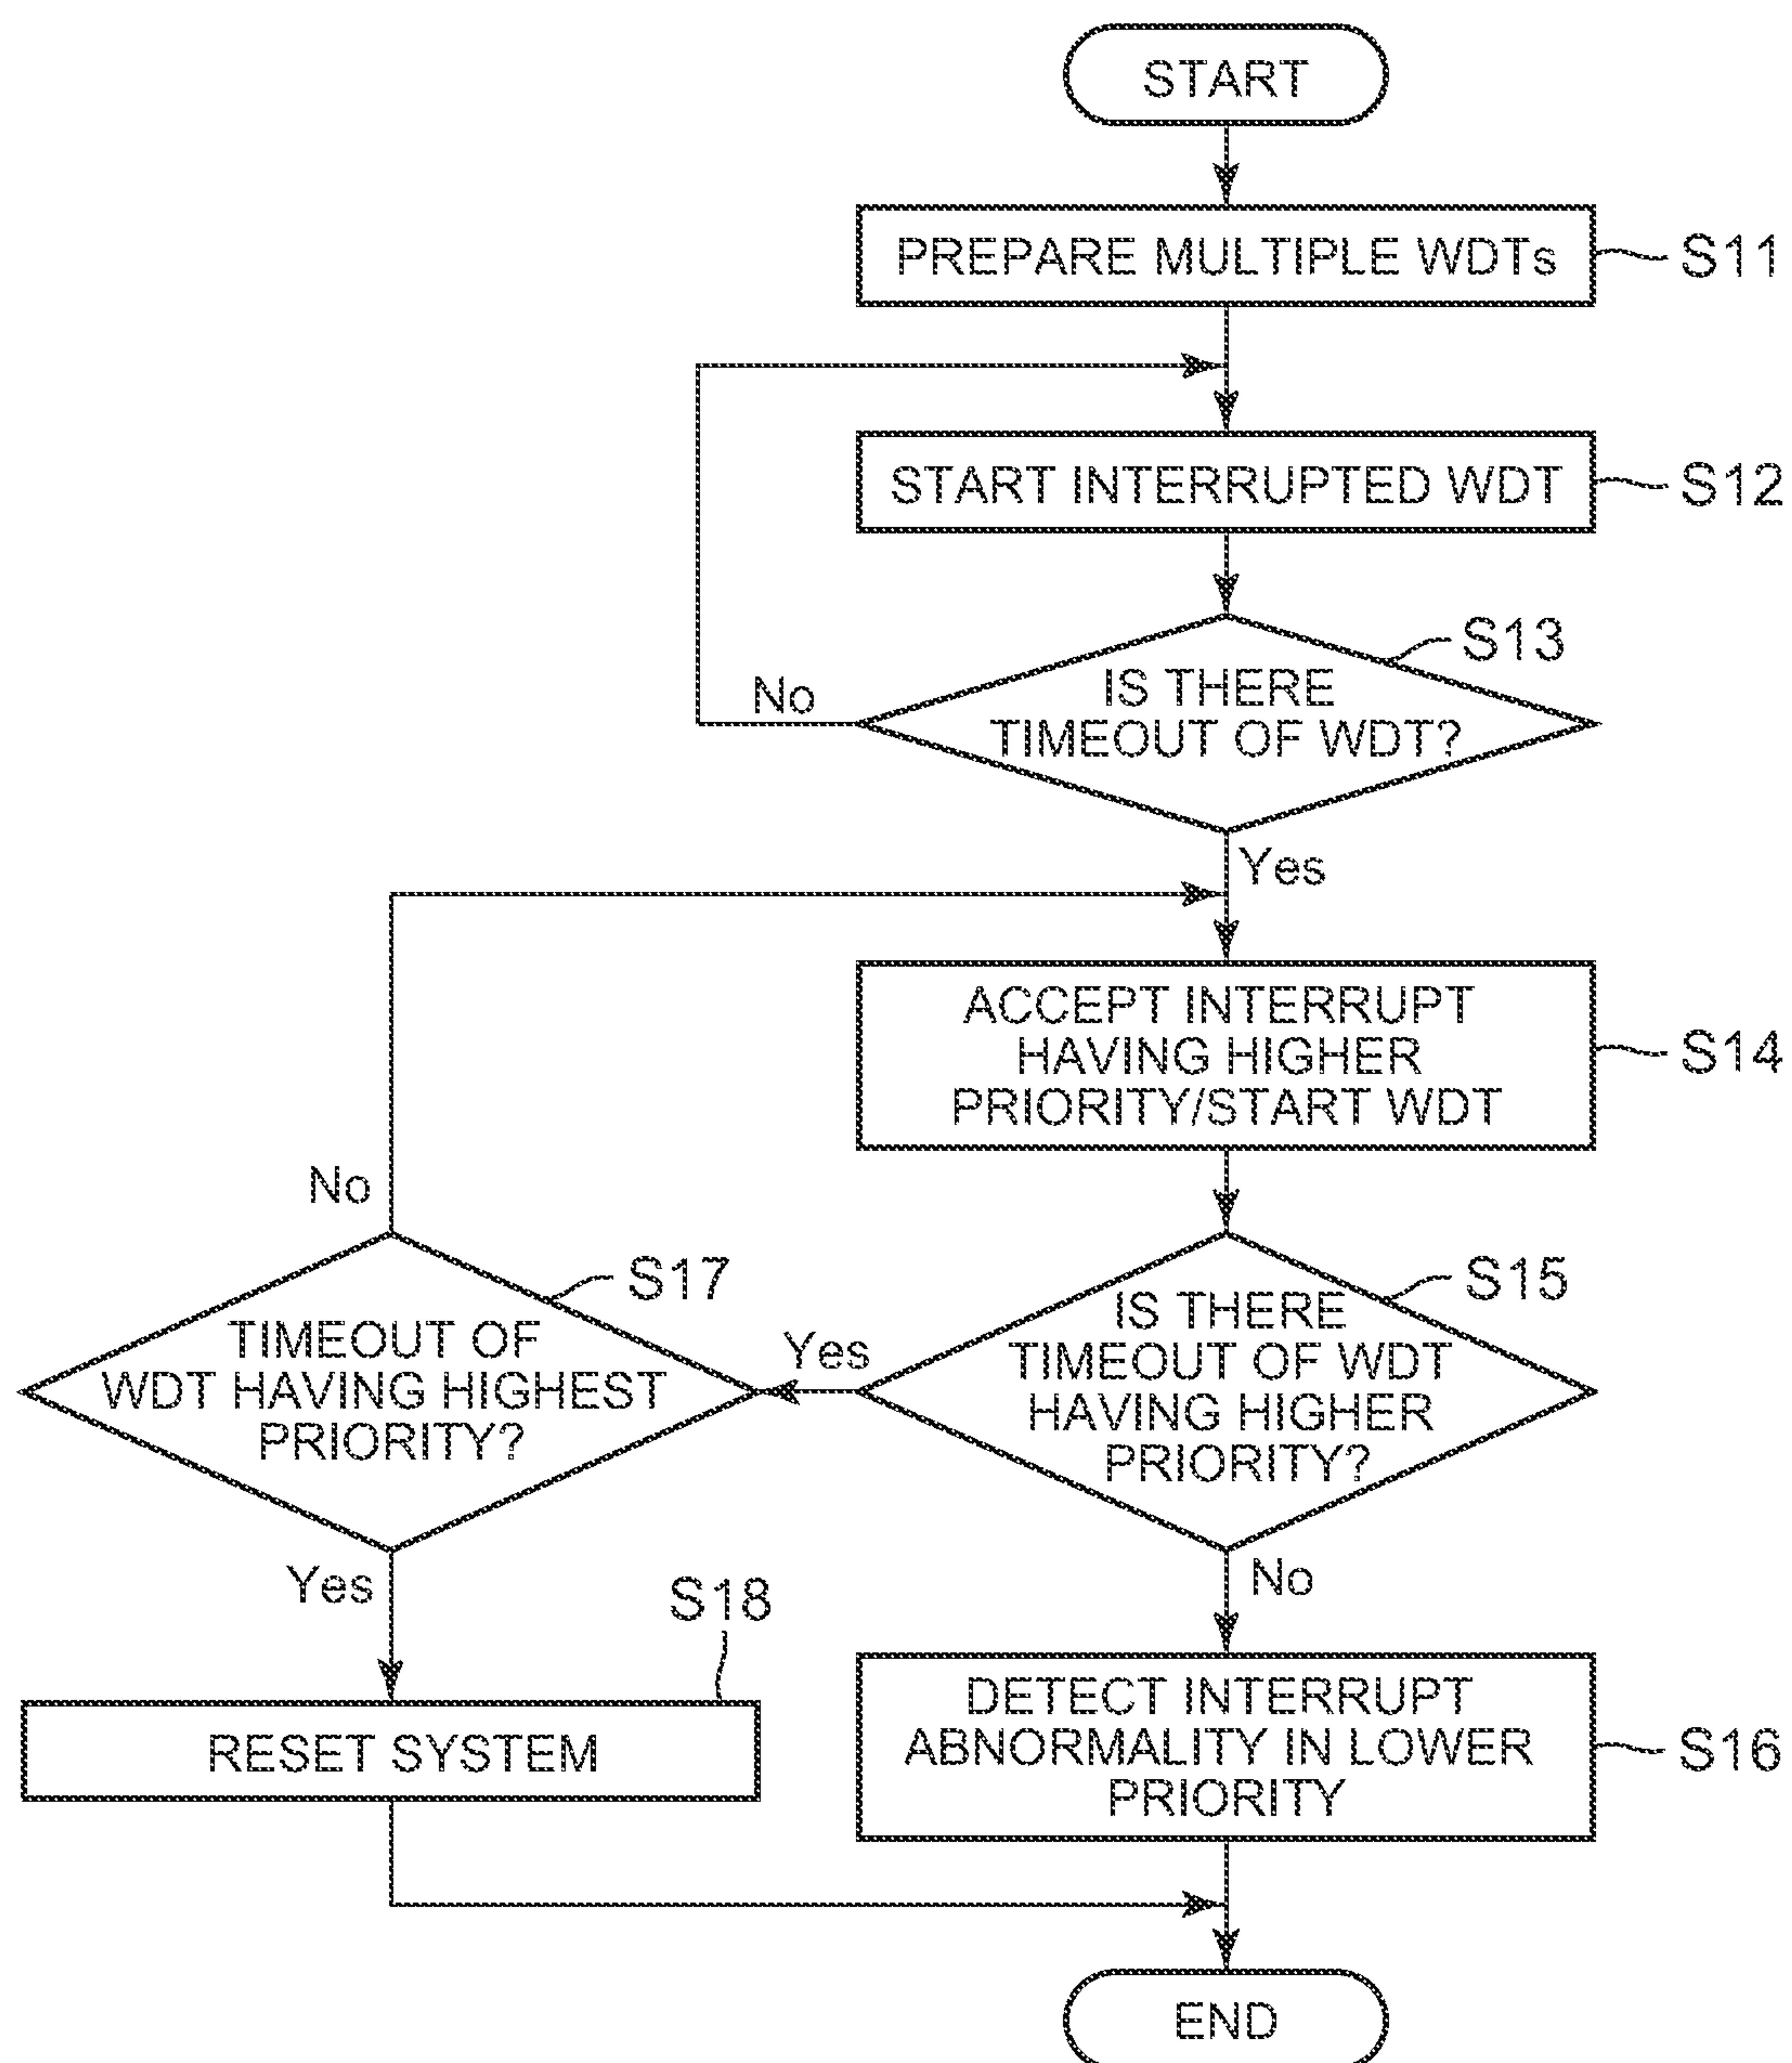 START
PREPARE MULTIPLE WDTs
S11
START INTERRUPTED WDT
S12
S13
IS THERE
TIMEOUT OF WDT?
No
Yes
ACCEPT INTERRUPT
HAVING HIGHER
PRIORITY/START WDT
S14
S15
IS THERE
TIMEOUT OF WDT
HAVING HIGHER
PRIORITY?
Yes
No
S17
TIMEOUT OF
WDT HAVING HIGHEST
PRIORITY?
No
Yes
S18
RESET SYSTEM
DETECT INTERRUPT
ABNORMALITY IN LOWER
PRIORITY
S16
END